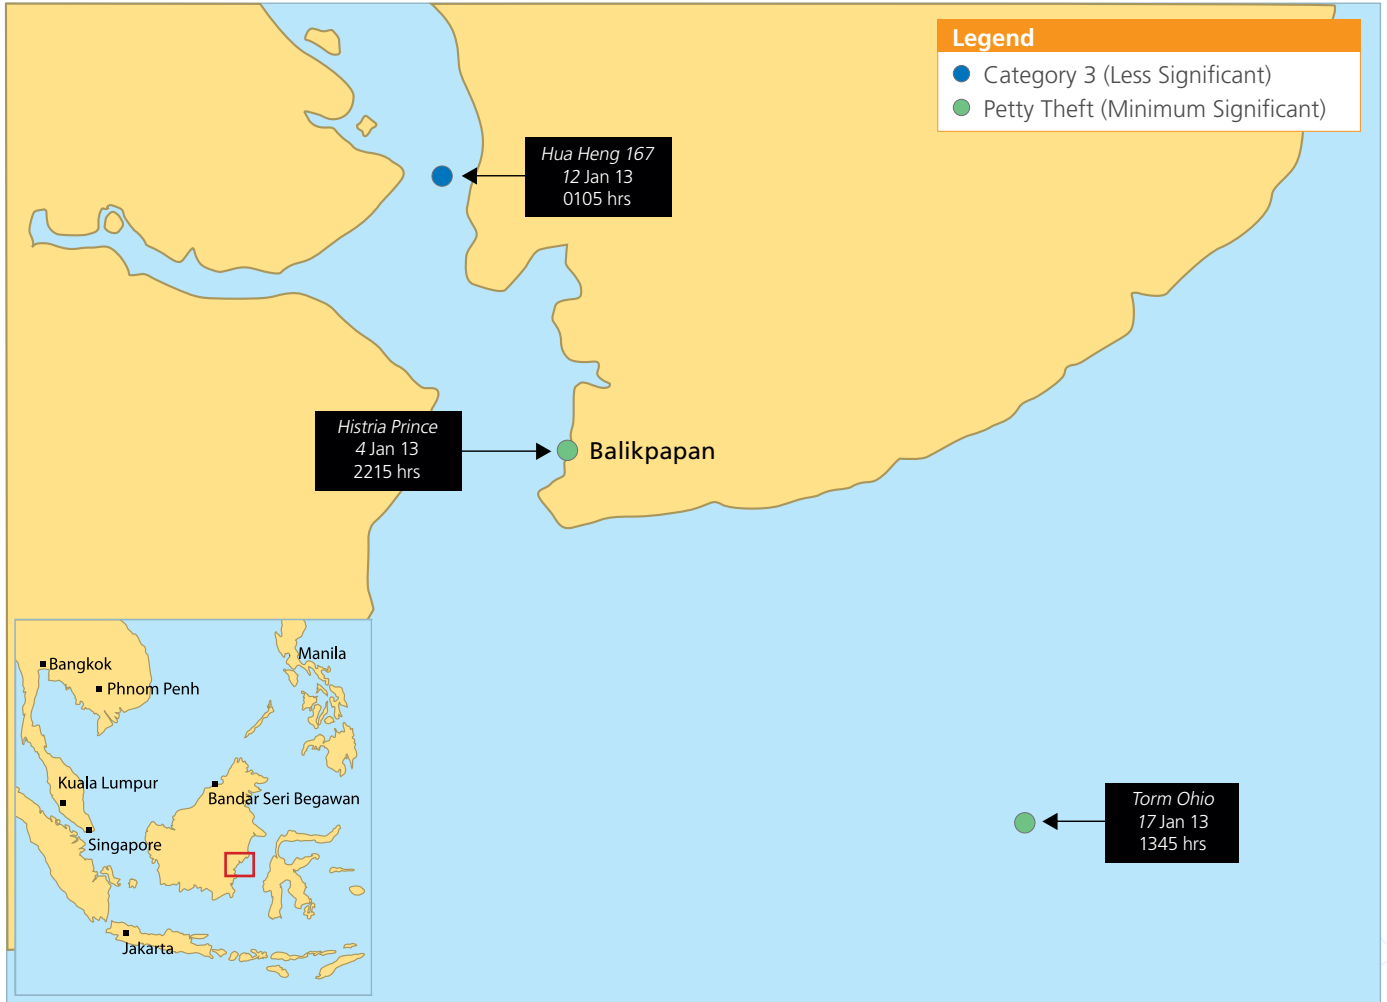 Legend
Category 3 (Less Significant)
Petty Theft (Minimum Significant)
Hua Heng 167
12 Jan 13
0105 hrs
Histria Prince
4 Jan 13
2215 hrs
Balikpapan
Torm Ohio
17 Jan 13
1345 hrs
Manila
Bangkok
Phnom Penh
Kuala Lumpur
Bandar Seri Begawan
Singapore
Jakarta